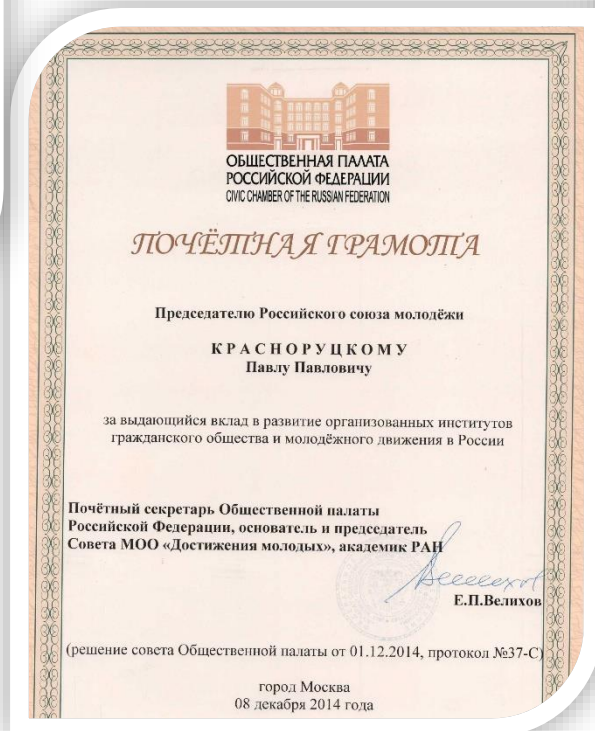 ОБЩЕСТВЕННАЯ ПАЛАТА
РОССИЙСКОЙ ФЕДЕРАЦИИ
CIVIC CHAMBER OF THE RUSSIAN FEDERATION
ПОЧЁТНАЯ ГРАМОТА
Председателю Российского союза молодёжи
КРАСНОРУЦКОМУ
Павлу Павловичу
за выдающийся вклад в развитие организованных институтов
гражданского общества и молодёжного движения в России
Почётный секретарь Общественной палаты
Российской Федерации, основатель и председатель
Совета МОО «Достижения молодых», академик РАН
Е.П.Велихов
(решение совета Общественной палаты от 01.12.2014, протокол №37-С)
город Москва
08 декабря 2014 года